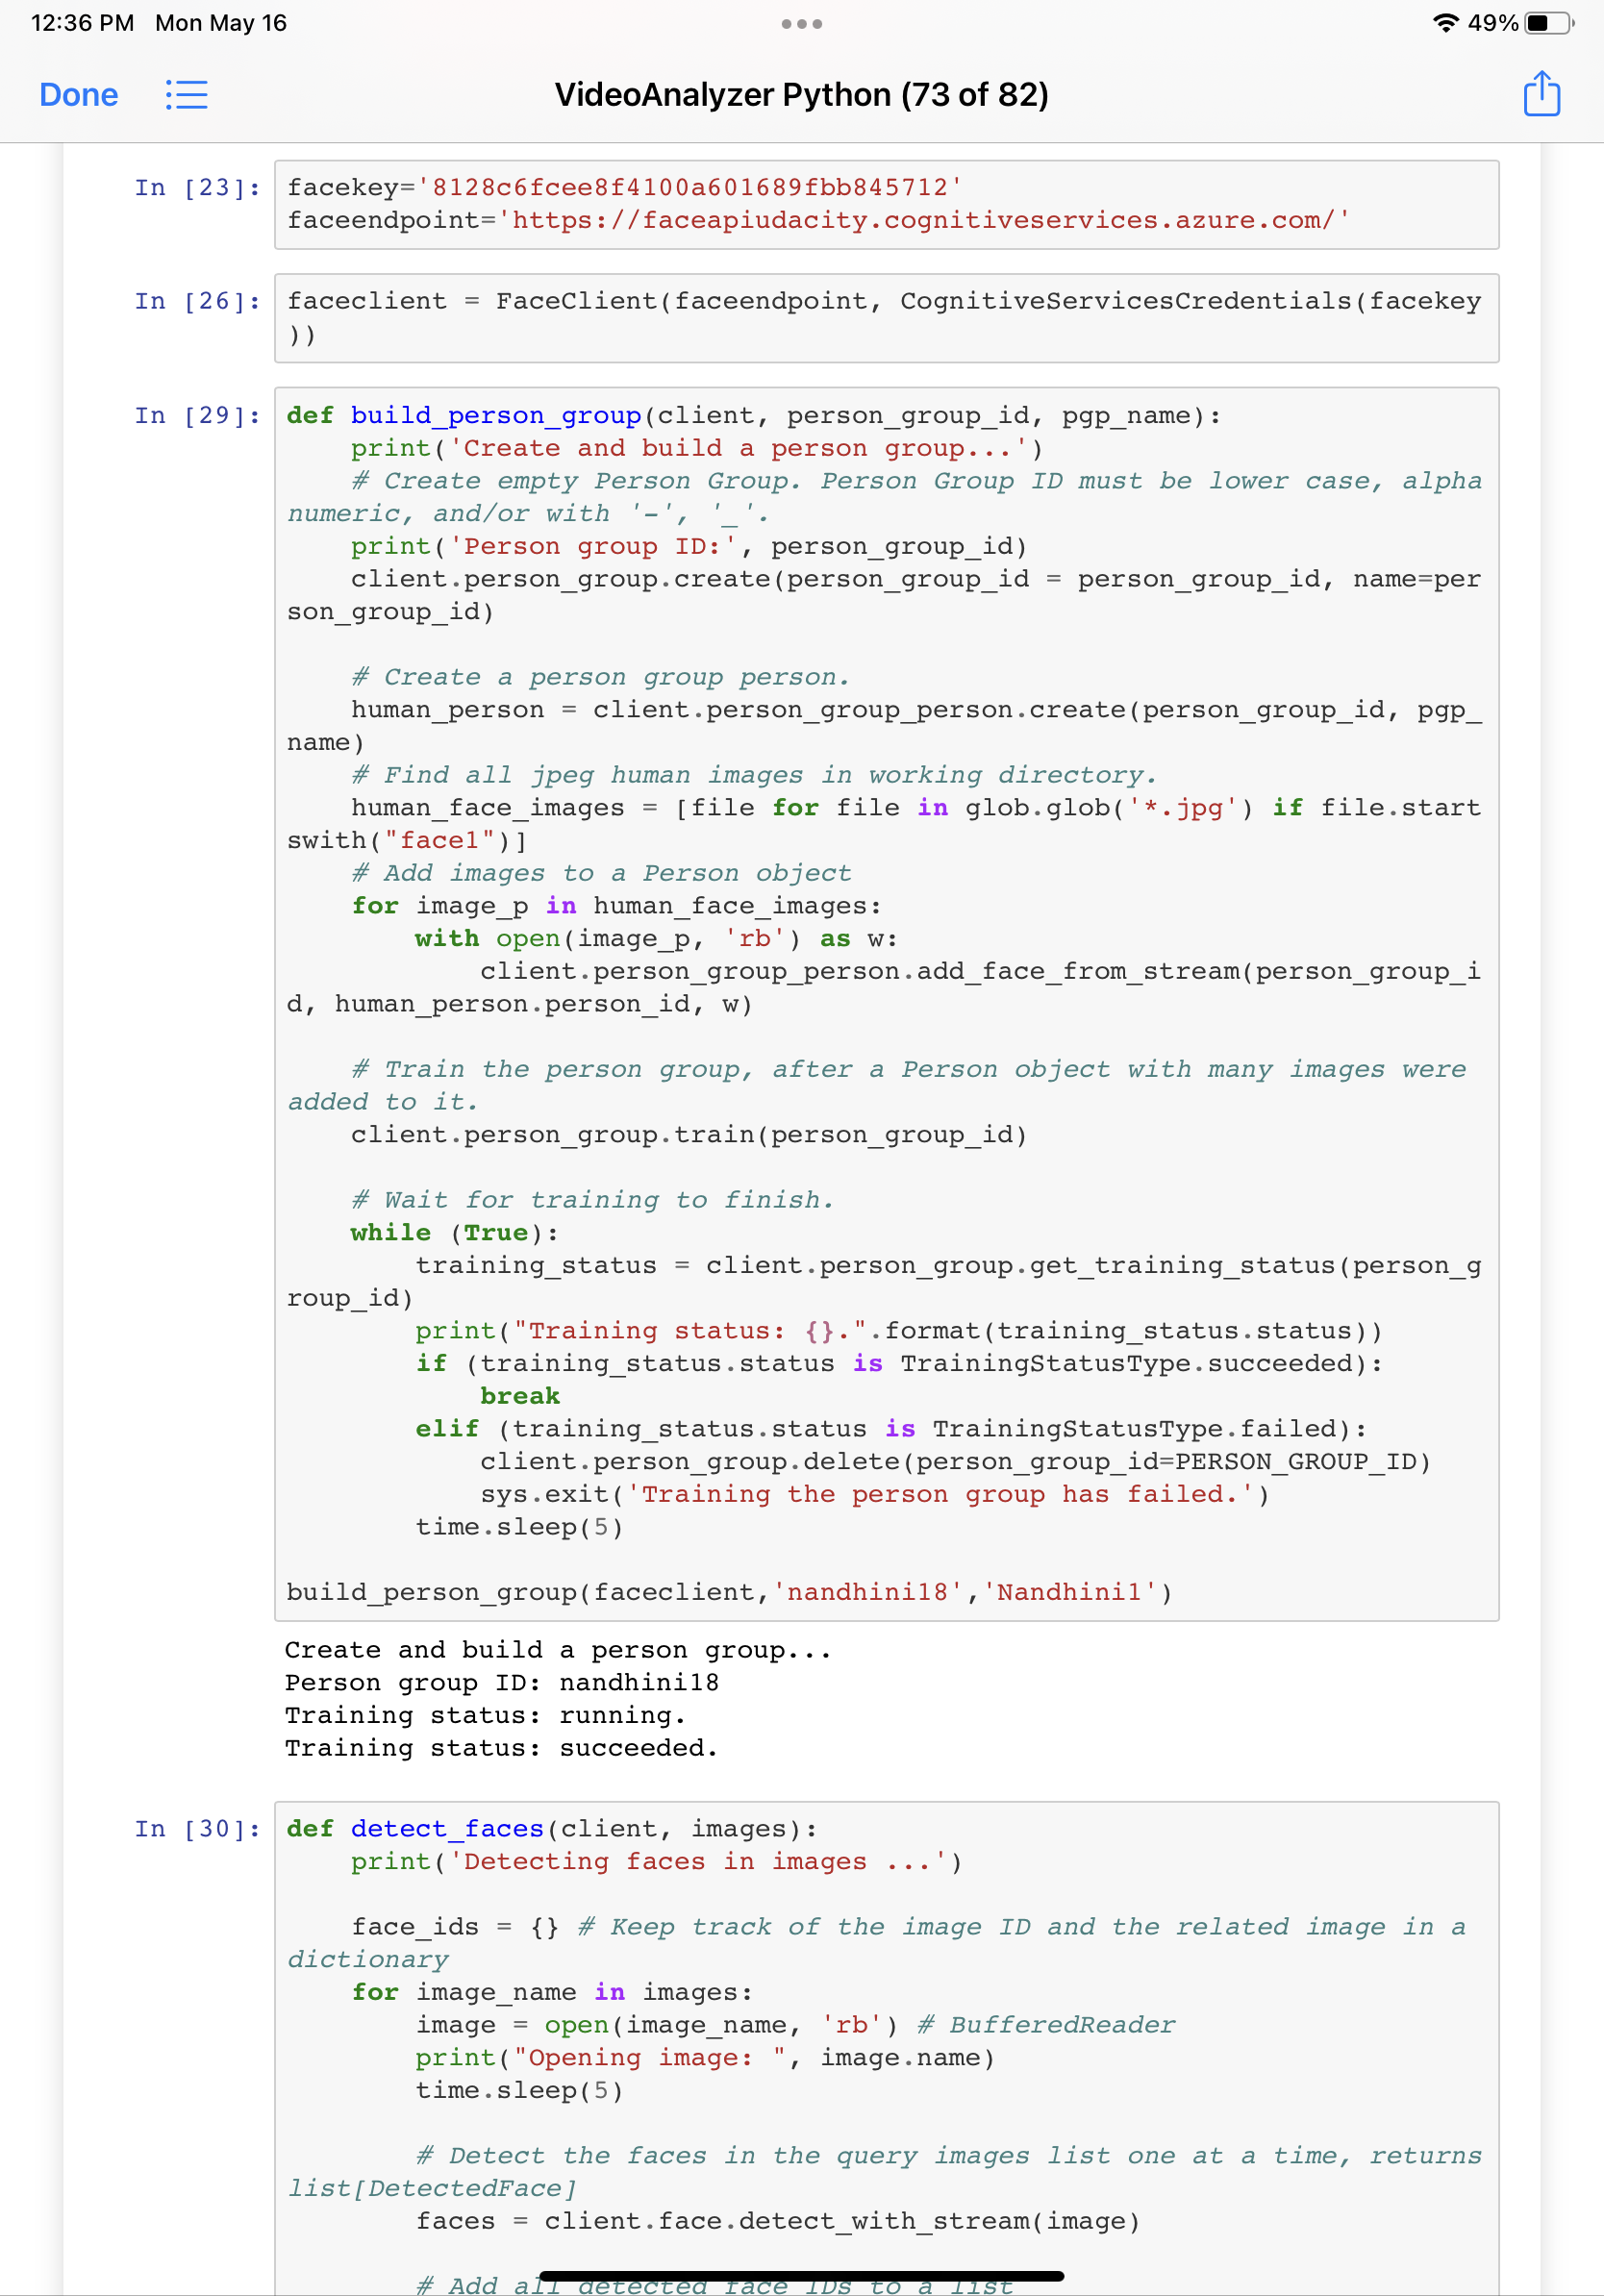 12:36 PM Mon May 16
49%
Done
VideoAnalyzer Python (73 of 82)
In [23]: facekey='8128c6fcee8f4100a601689fbb845712'
faceendpoint='https://faceapiudacity.cognitiveservices.azure.com/'
In [26]: faceclient = FaceClient(faceendpoint, CognitiveServicesCredentials(facekey
))
In [29]: def build_person_group(client, person_group_id, pgp_name):
    print('Create and build a person group...')
    # Create empty Person Group. Person Group ID must be lower case, alpha
numeric, and/or with '-', '_'.
    print('Person group ID:', person_group_id)
    client.person_group.create(person_group_id = person_group_id, name=per
son_group_id)
    # Create a person group person.
    human_person = client.person_group_person.create(person_group_id, pgp_
name)
    # Find all jpeg human images in working directory.
    human_face_images = [file for file in glob.glob('*.jpg') if file.start
swith("face1")]
    # Add images to a Person object
    for image_p in human_face_images:
        with open(image_p, 'rb') as w:
            client.person_group_person.add_face_from_stream(person_group_i
d, human_person.person_id, w)
    # Train the person group, after a Person object with many images were
added to it.
    client.person_group.train(person_group_id)
    # Wait for training to finish.
    while (True):
        training_status = client.person_group.get_training_status(person_g
roup_id)
        print("Training status: {}.".format(training_status.status))
        if (training_status.status is TrainingStatusType.succeeded):
            break
        elif (training_status.status is TrainingStatusType.failed):
            client.person_group.delete(person_group_id=PERSON_GROUP_ID)
            sys.exit('Training the person group has failed.')
        time.sleep(5)
build_person_group(faceclient,'nandhini18','Nandhini1')
Create and build a person group...
Person group ID: nandhini18
Training status: running.
Training status: succeeded.
In [30]: def detect_faces(client, images):
    print('Detecting faces in images ...')
    face_ids = {} # Keep track of the image ID and the related image in a
dictionary
    for image_name in images:
        image = open(image_name, 'rb') # BufferedReader
        print("Opening image: ", image.name)
        time.sleep(5)
        # Detect the faces in the query images list one at a time, returns
list[DetectedFace]
        faces = client.face.detect_with_stream(image)
        # Add all detected face IDs to a list